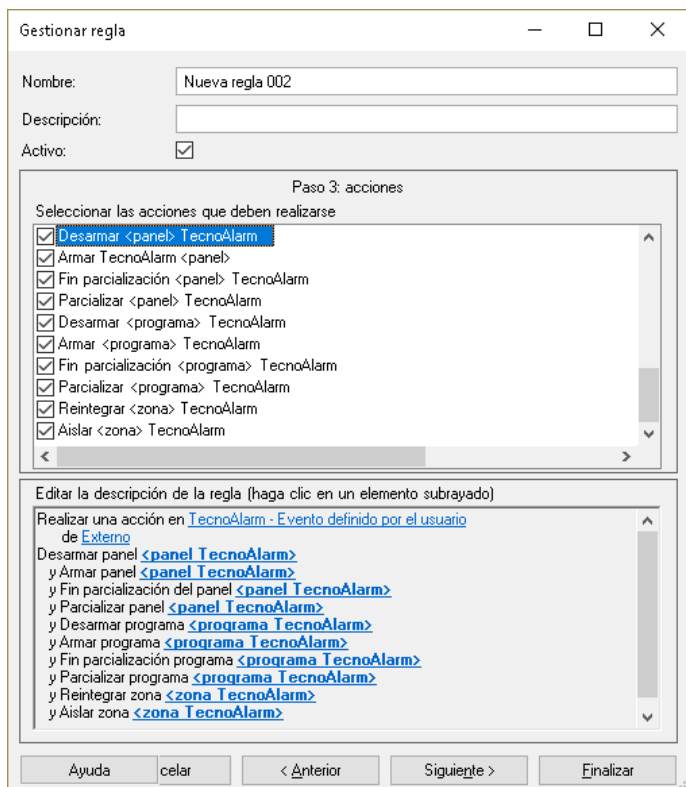 Gestionar regla
Nombre: Nueva regla 002
Descripción:
Activo:
Paso 3: acciones
Seleccionar las acciones que deben realizarse
Desarmar <panel> TecnoAlarm
Armar TecnoAlarm <panel>
Fin parcialización <panel> TecnoAlarm
Parcializar <panel> TecnoAlarm
Desarmar <programa> TecnoAlarm
Armar <programa> TecnoAlarm
Fin parcialización <programa> TecnoAlarm
Parcializar <programa> TecnoAlarm
Reintegrar <zona> TecnoAlarm
Aislar <zona> TecnoAlarm
Editar la descripción de la regla (haga clic en un elemento subrayado)
Realizar una acción en TecnoAlarm - Evento definido por el usuario
de Externo
Desarmar panel <panel TecnoAlarm>
y Armar panel <panel TecnoAlarm>
y Fin parcialización del panel <panel TecnoAlarm>
y Parcializar panel <panel TecnoAlarm>
y Desarmar programa <programa TecnoAlarm>
y Armar programa <programa TecnoAlarm>
y Fin parcialización programa <programa TecnoAlarm>
y Parcializar programa <programa TecnoAlarm>
y Reintegrar zona <zona TecnoAlarm>
y Aislar zona <zona TecnoAlarm>
Ayuda celar < Anterior Siguiente > Finalizar